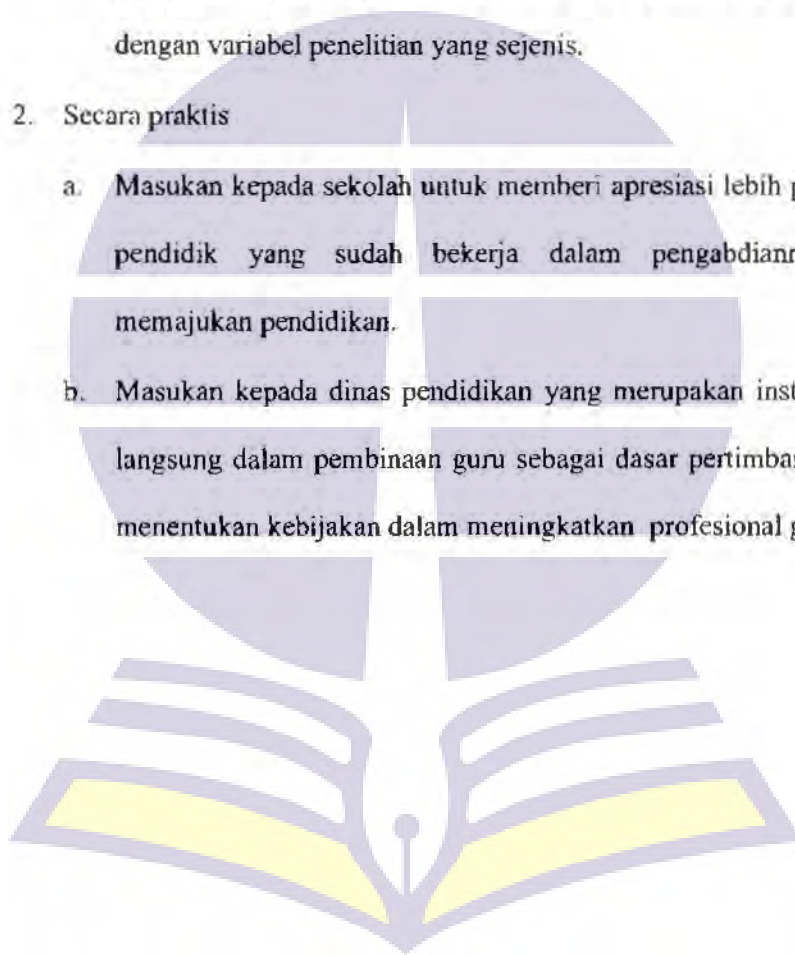 dengan variabel penelitian yang sejenis.
2. Secara praktis
a. Masukan kepada sekolah untuk memberi apresiasi lebih
pendidik yang sudah bekerja dalam
memajukan pendidikan.
b. Masukan kepada dinas pendidikan yang merupakan
langsung dalam pembinaan guru sebagai dasar
menentukan kebijakan dalam meningkatkan profesional